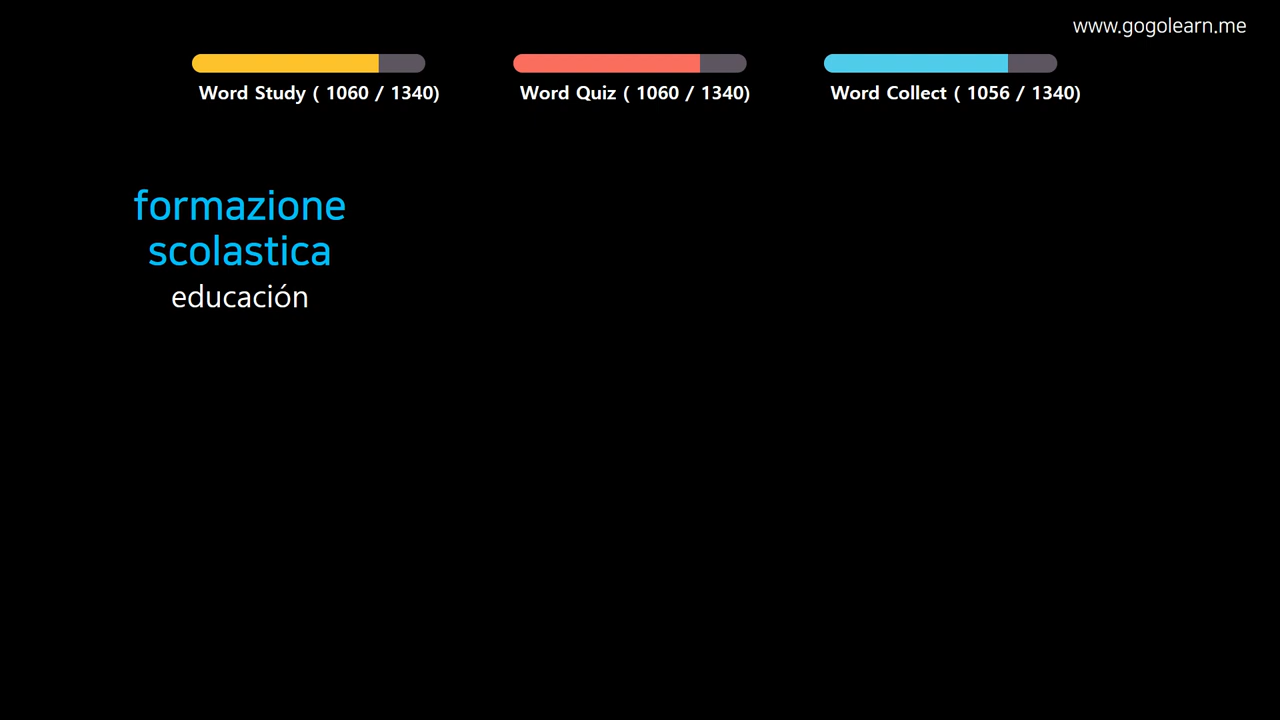 www.gogolearn.me
Word Study ( 1060 / 1340)
Word Quiz ( 1060 / 1340)
Word Collect ( 1056 / 1340)
formazione
scolastica
educación